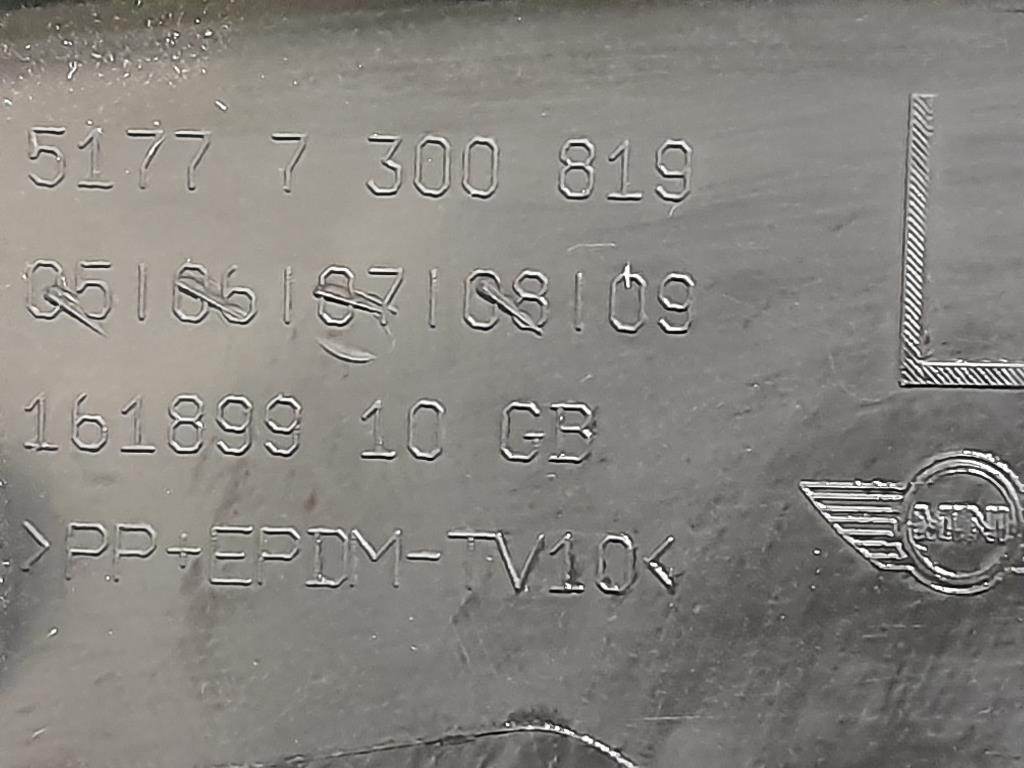 5177 7 300 819
05|06|07|08|09
161899 10 GB
>PP+EPDM-TV10<
MINI